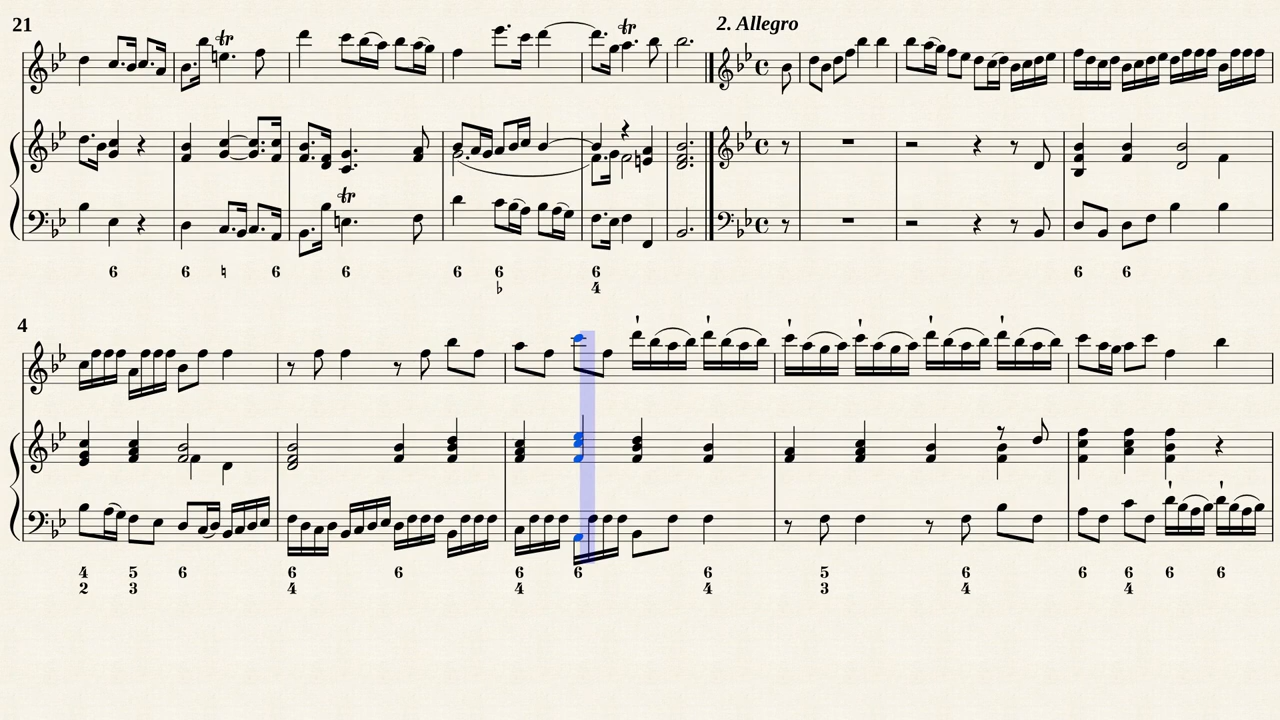 21
tr
tr
2. Allegro
tr
6 6 ♮ 6 6 6 6 6 6 6
♭ 4
4
4 5 6 6 6 6 6 6 5 6 6 6 6 6
2 3 4 4 4 3 4 4